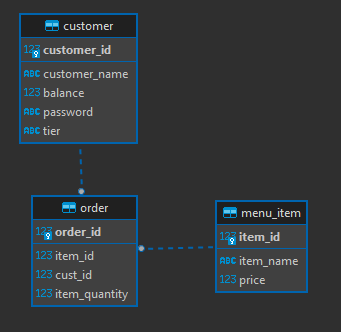 customer
123 customer_id
ABC customer_name
123 balance
ABC password
123 tier
order
123 order_id
123 item_id
123 cust_id
123 item_quantity
menu_item
123 item_id
ABC item_name
123 price